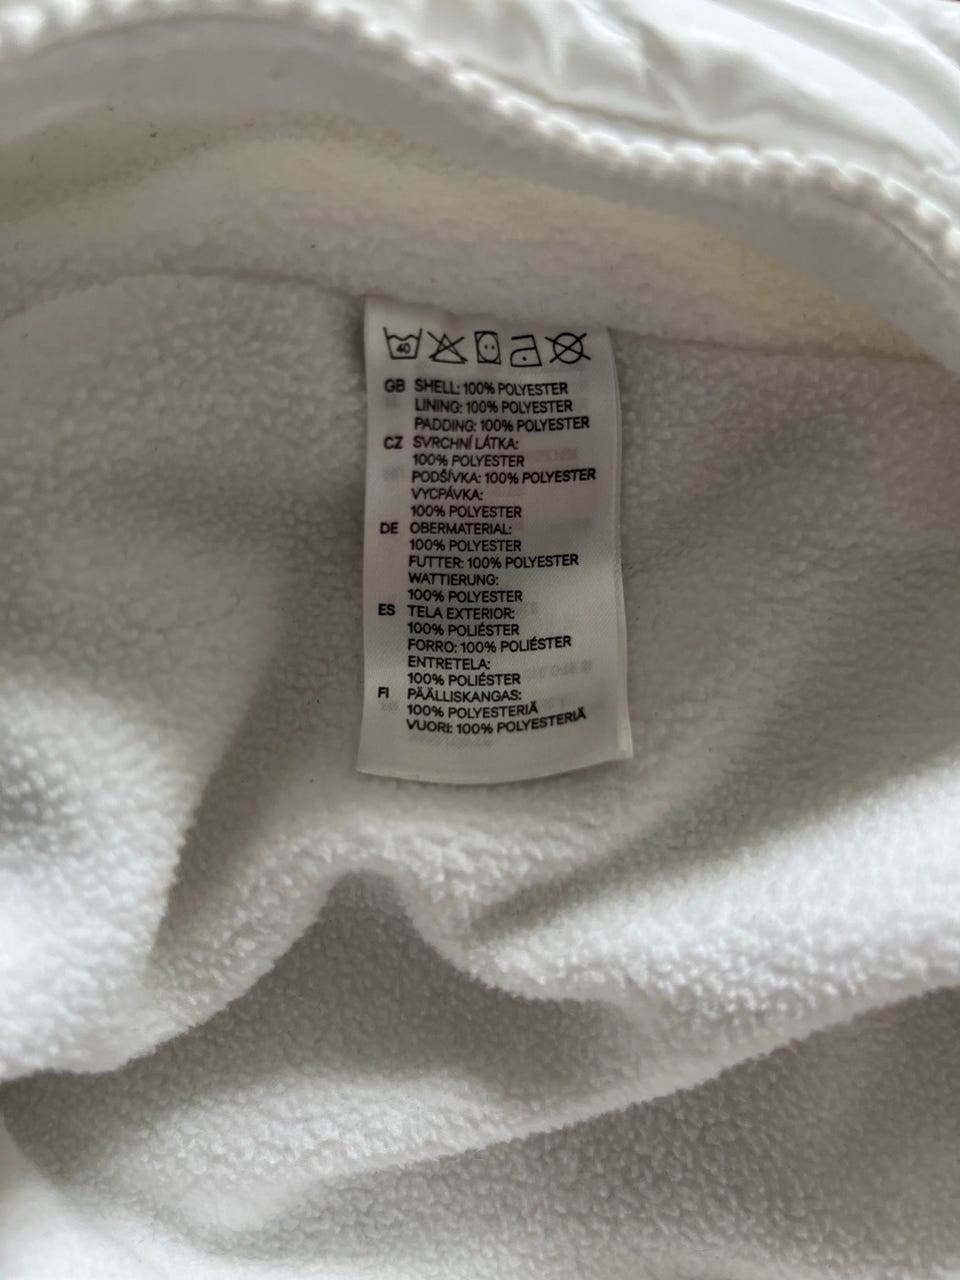 40
GB SHELL: 100% POLYESTER
LINING: 100% POLYESTER
PADDING: 100% POLYESTER
CZ SVRCHNÍ LÁTKA:
100% POLYESTER
PODŠÍVKA: 100% POLYESTER
VYCPÁVKA:
100% POLYESTER
DE OBERMATERIAL:
100% POLYESTER
FUTTER: 100% POLYESTER
WATTIERUNG:
100% POLYESTER
ES TELA EXTERIOR:
100% POLIÉSTER
FORRO: 100% POLIÉSTER
ENTRETELA:
100% POLIÉSTER
FI PÄÄLLISKANGAS:
100% POLYESTERIÄ
VUORI: 100% POLYESTERIÄ